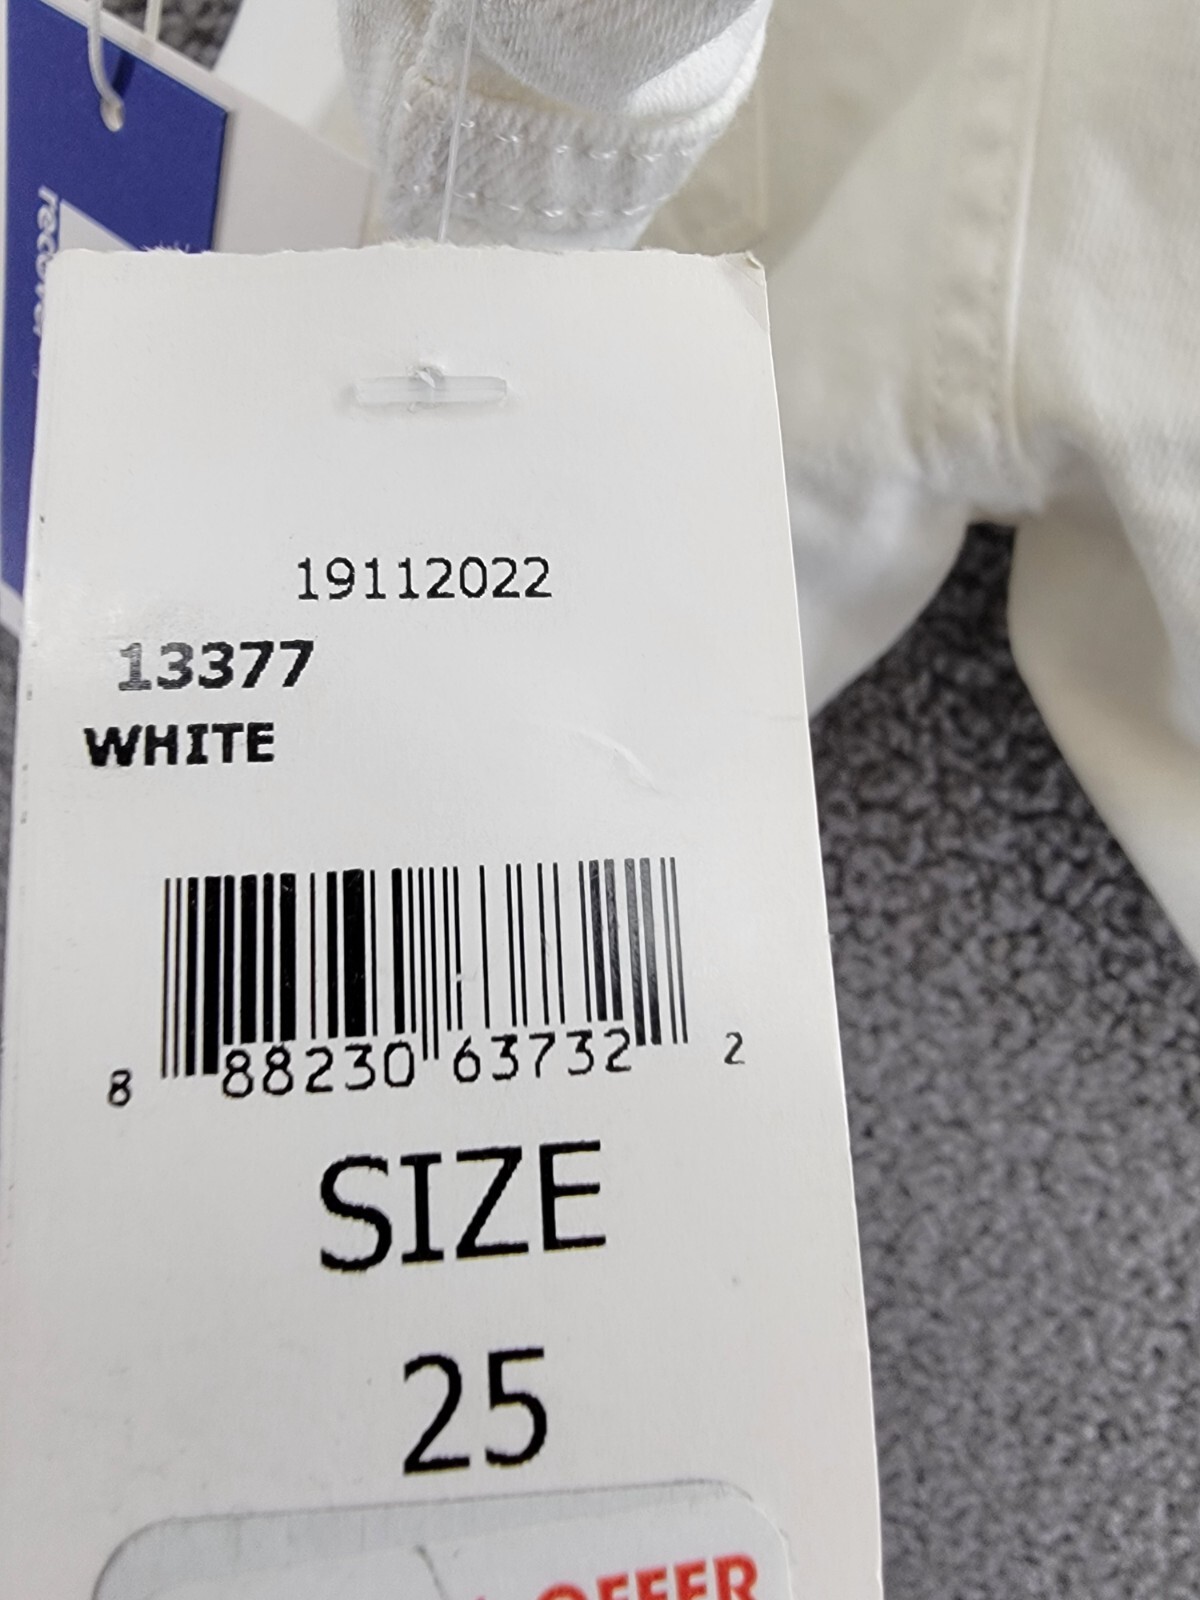 19112022
13377
WHITE
8 88230 63732 2
SIZE
25
OFFER